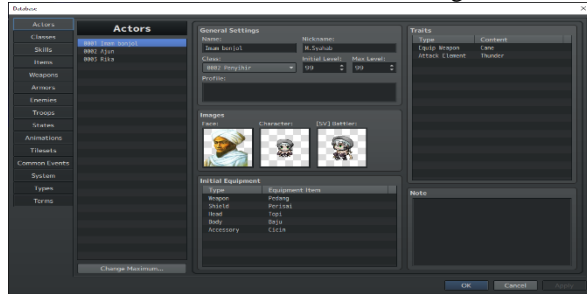 Database
Actors
Classes
Skills
Items
Weapons
Armors
Enemies
Troops
States
Animations
Tilesets
Common Events
System
Types
Terms
Actors
0001 Imam bonjol
0002 Ajun
0003 Rika
Change Maximum...
General Settings
Name: Nickname:
Imam bonjol M.Syahab
Class: Initial Level: Max Level:
0002 Penyihir 99 99
Profile:
Images
Face: Character: [SV] Battler:
Initial Equipment
Type Equipment Item
Weapon Pedang
Shield Perisai
Head Topi
Body Baju
Accessory Cicin
Traits
Type Content
Equip Weapon Cane
Attack Element Thunder
Note
OK Cancel Apply